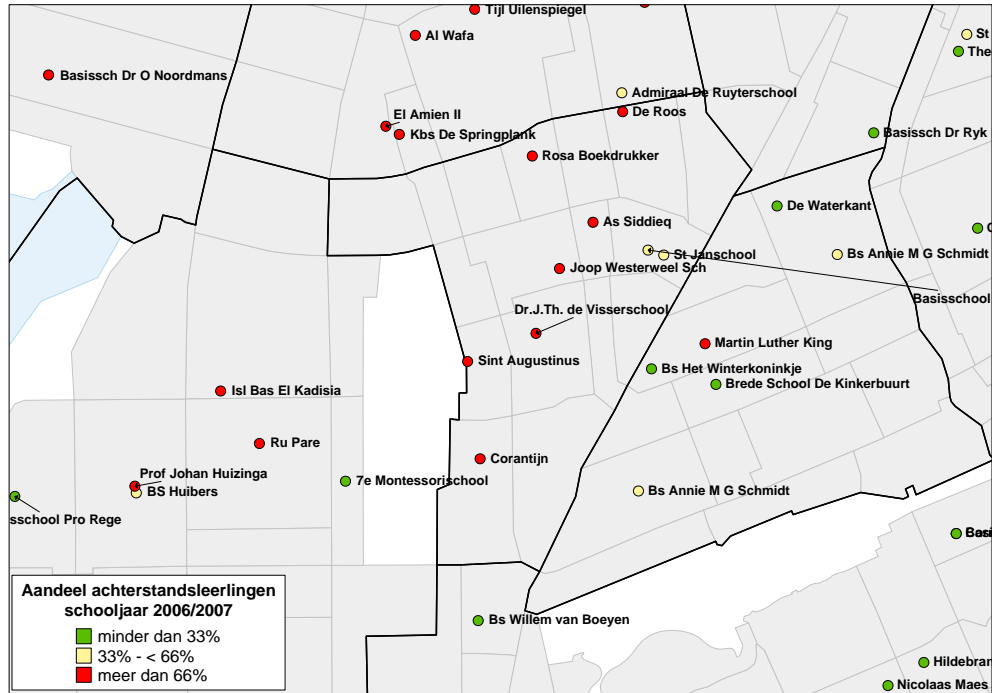 Tijl Uilenspiegel
Al Wafa
St
The
Basissch Dr O Noordmans
Admiraal De Ruyterschool
El Amien II
De Roos
Kbs De Springplank
Basissch Dr Ryk
Rosa Boekdrukker
De Waterkant
As Siddieq
St Janschool
Bs Annie M G Schmidt
Joop Westerweel Sch
Basisschool
Dr.J.Th. de Visserschool
Martin Luther King
Sint Augustinus
Bs Het Winterkoninkje
Brede School De Kinkerbuurt
Isl Bas El Kadisia
Ru Pare
Corantijn
Prof Johan Huizinga
7e Montessorischool
BS Huibers
Bs Annie M G Schmidt
sschool Pro Rege
Aandeel achterstandsleerlingen
schooljaar 2006/2007
minder dan 33%
33% - < 66%
meer dan 66%
Bs Willem van Boeyen
Hildebran
Nicolaas Maes